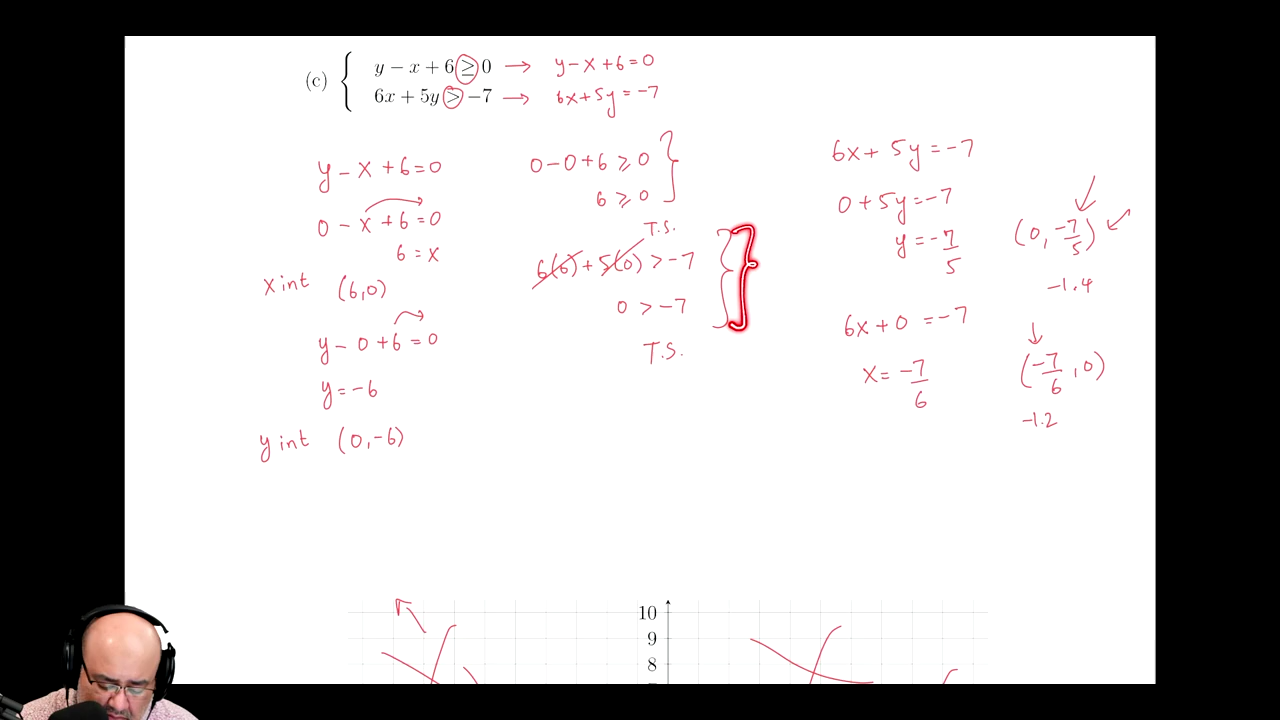 (c) { y − x + 6 ≥ 0 → y−x+6=0
6x + 5y > −7 → 6x+5y=−7
y−x+6=0
0−x+6=0
6=x
x int (6,0)
y−0+6=0
y=−6
y int (0,−6)
0−0+6 ⩾ 0
6 ⩾ 0
T.S.
6(0)+5(0) > −7
0 > −7
T.S.
6x+5y=−7
0+5y=−7
y=−7/5 (0, −7/5)
−1.4
6x+0 =−7
x= −7/6 (−7/6, 0)
−1.2
10
9
8